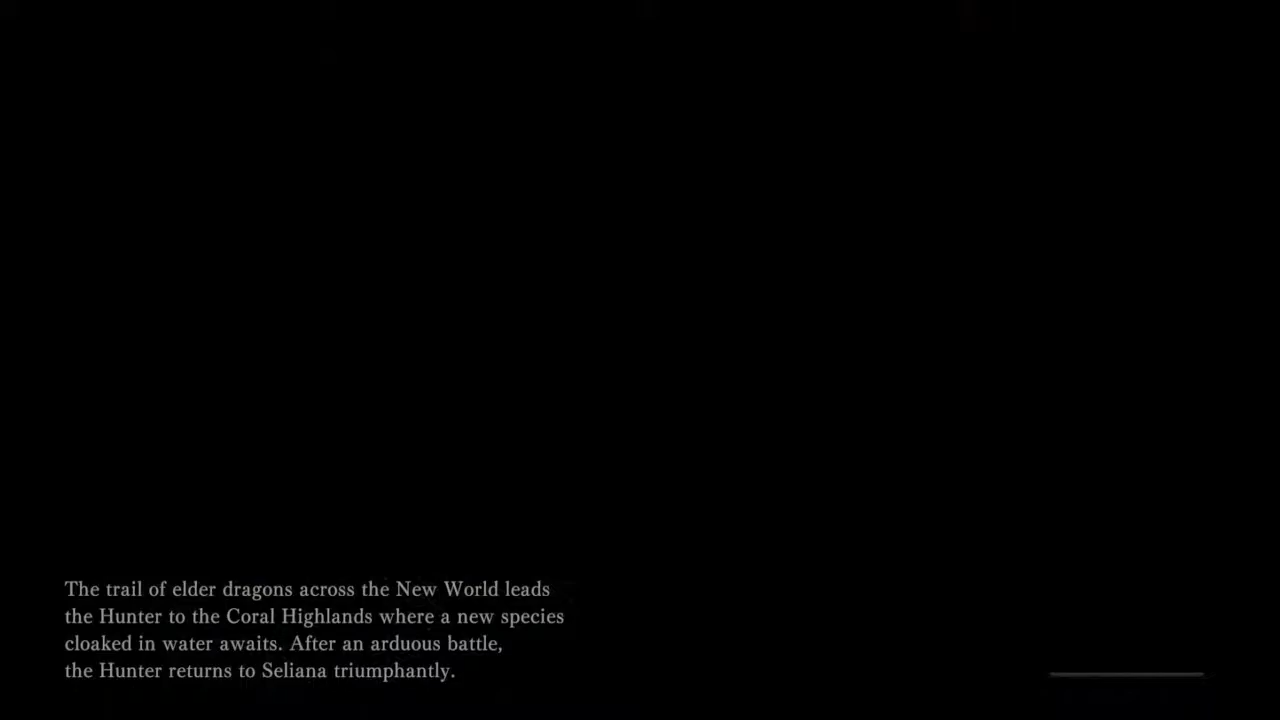 The trail of elder dragons across the New World leads
the Hunter to the Coral Highlands where a new species
cloaked in water awaits. After an arduous battle,
the Hunter returns to Seliana triumphantly.